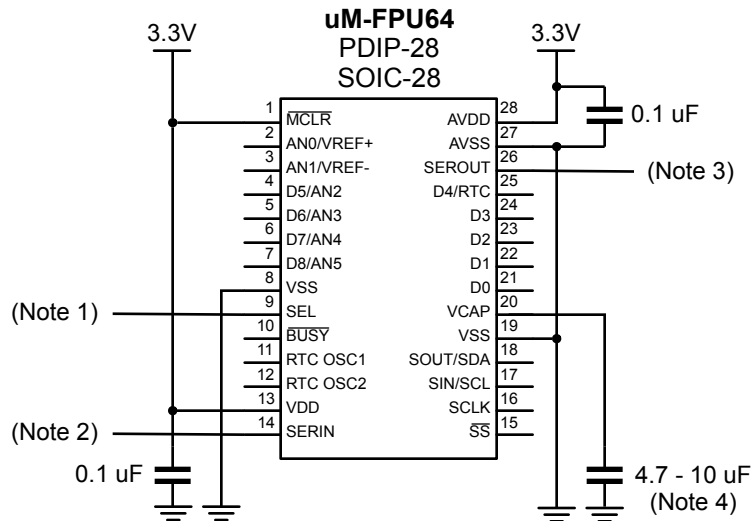 uM-FPU64
PDIP-28
SOIC-28
3.3V
3.3V
1 MCLR
2 AN0/VREF+
3 AN1/VREF-
4 D5/AN2
5 D6/AN3
6 D7/AN4
7 D8/AN5
8 VSS
9 SEL
10 BUSY
11 RTC OSC1
12 RTC OSC2
13 VDD
14 SERIN
AVDD 28
AVSS 27
SEROUT 26
D4/RTC 25
D3 24
D2 23
D1 22
D0 21
VCAP 20
VSS 19
SOUT/SDA 18
SIN/SCL 17
SCLK 16
SS 15
0.1 uF
(Note 3)
(Note 1)
(Note 2)
0.1 uF
4.7 - 10 uF
(Note 4)